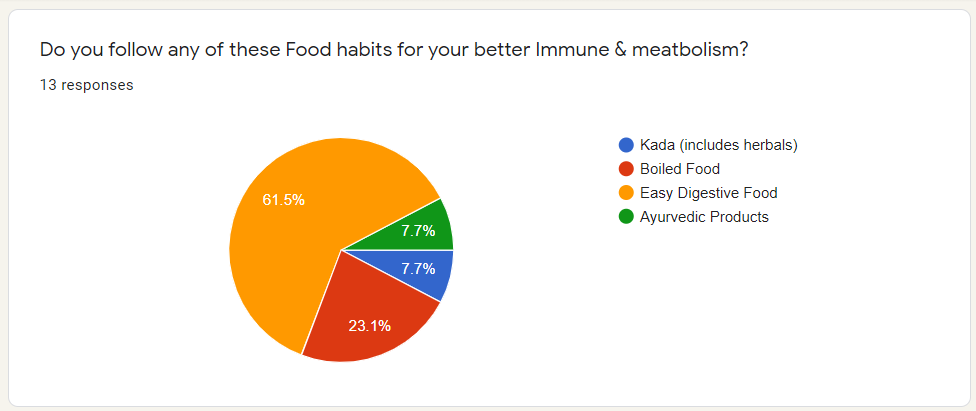 Do you follow any of these Food habits for your better Immune & meatbolism?
13 responses
Kada (includes herbals)
Boiled Food
Easy Digestive Food
Ayurvedic Products
61.5%
7.7%
7.7%
23.1%